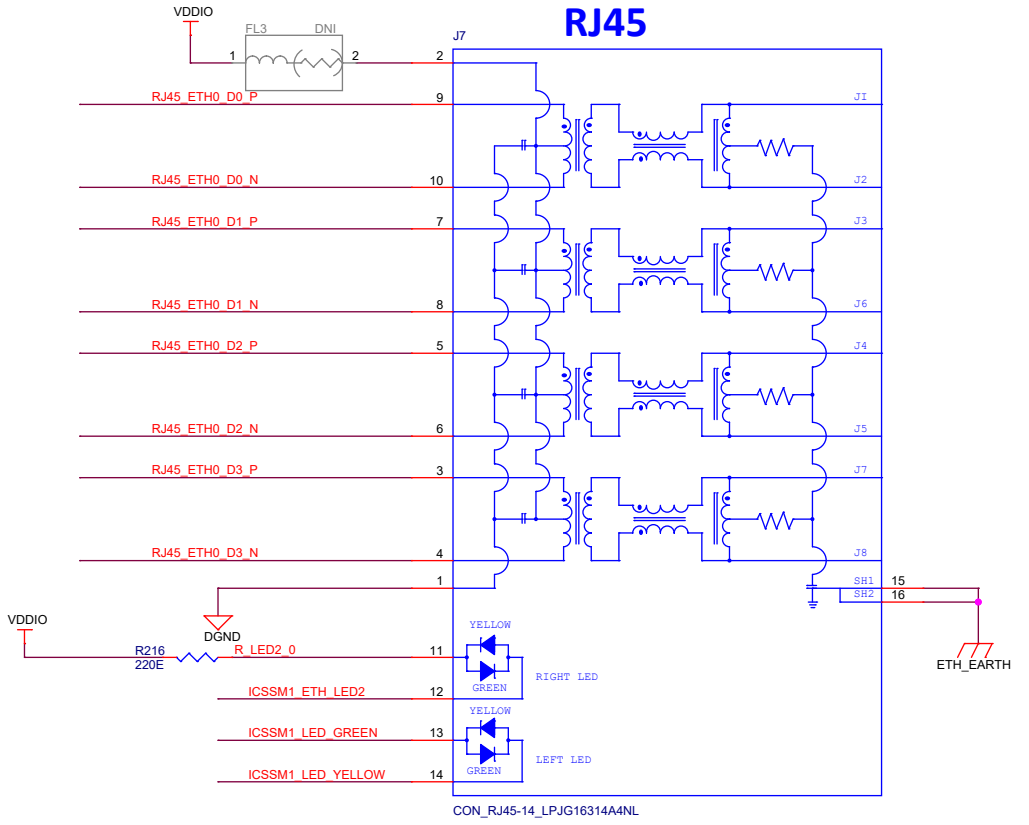 RJ45
VDDIO
FL3 DNI
J7
1 2 2
RJ45_ETH0_D0_P 9 J1
RJ45_ETH0_D0_N 10 J2
RJ45_ETH0_D1_P 7 J3
RJ45_ETH0_D1_N 8 J6
RJ45_ETH0_D2_P 5 J4
RJ45_ETH0_D2_N 6 J5
RJ45_ETH0_D3_P 3 J7
RJ45_ETH0_D3_N 4 J8
1 SH1 15
SH2 16
DGND
VDDIO
ETH_EARTH
YELLOW
R216 R_LED2_0 11
220E
RIGHT LED
GREEN
ICSSM1_ETH_LED2 12
YELLOW
ICSSM1_LED_GREEN 13
LEFT LED
GREEN
ICSSM1_LED_YELLOW 14
CON_RJ45-14_LPJG16314A4NL